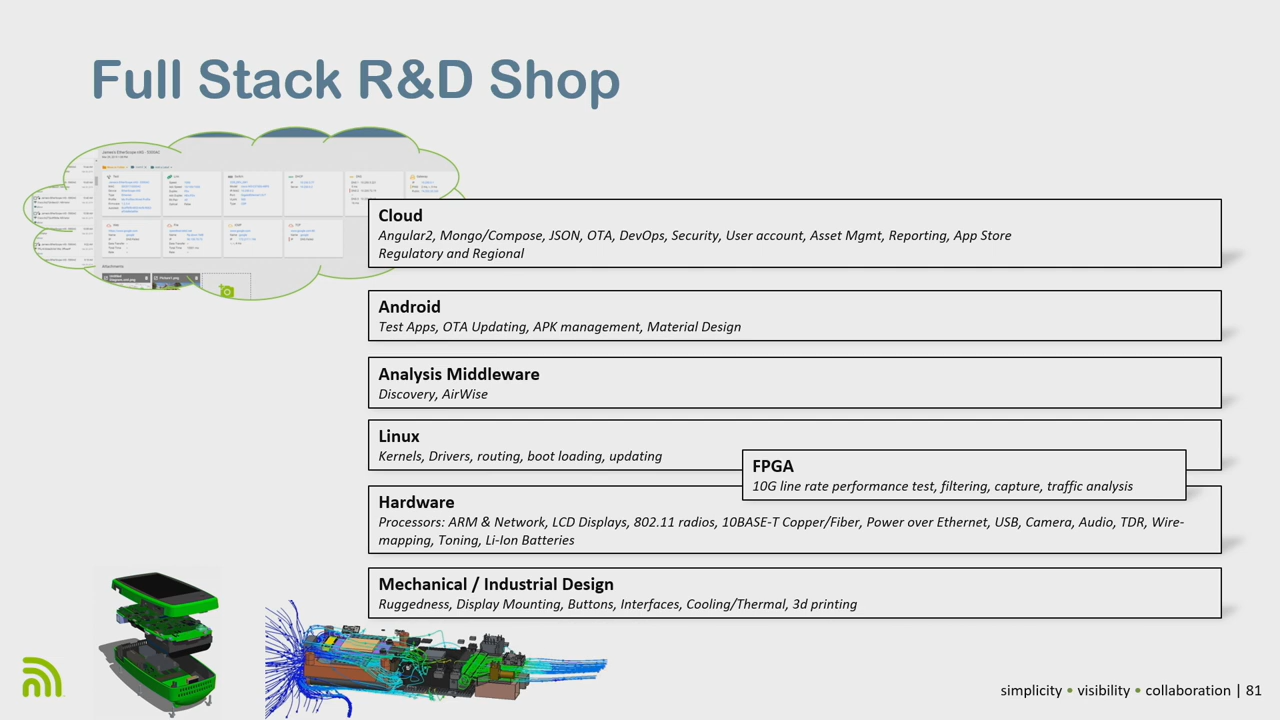 Full Stack R&D Shop
Cloud
Angular2, Mongo/Compose, JSON, OTA, DevOps, Security, User accounts, Test Mgmt, Reporting, App Store
Regulatory and Regional
Android
Test Apps, OTA Updating, APK management, Material Design
Analysis Middleware
Discovery, AirWise
Linux
Kernels, Drivers, routing, boot loading, updating
FPGA
10G line rate performance test, filtering, capture, traffic analysis
Hardware
Processors: ARM & Network, LCD Displays, 802.11 radios, 10BASE-T Copper/Fiber, Power over Ethernet, USB, Camera, Audio, TDR, Wire-
mapping, Toning, Li-Ion Batteries
Mechanical / Industrial Design
Ruggedness, Display Mounting, Buttons, Interfaces, Cooling/Thermal, 3d printing
simplicity • visibility • collaboration | 81